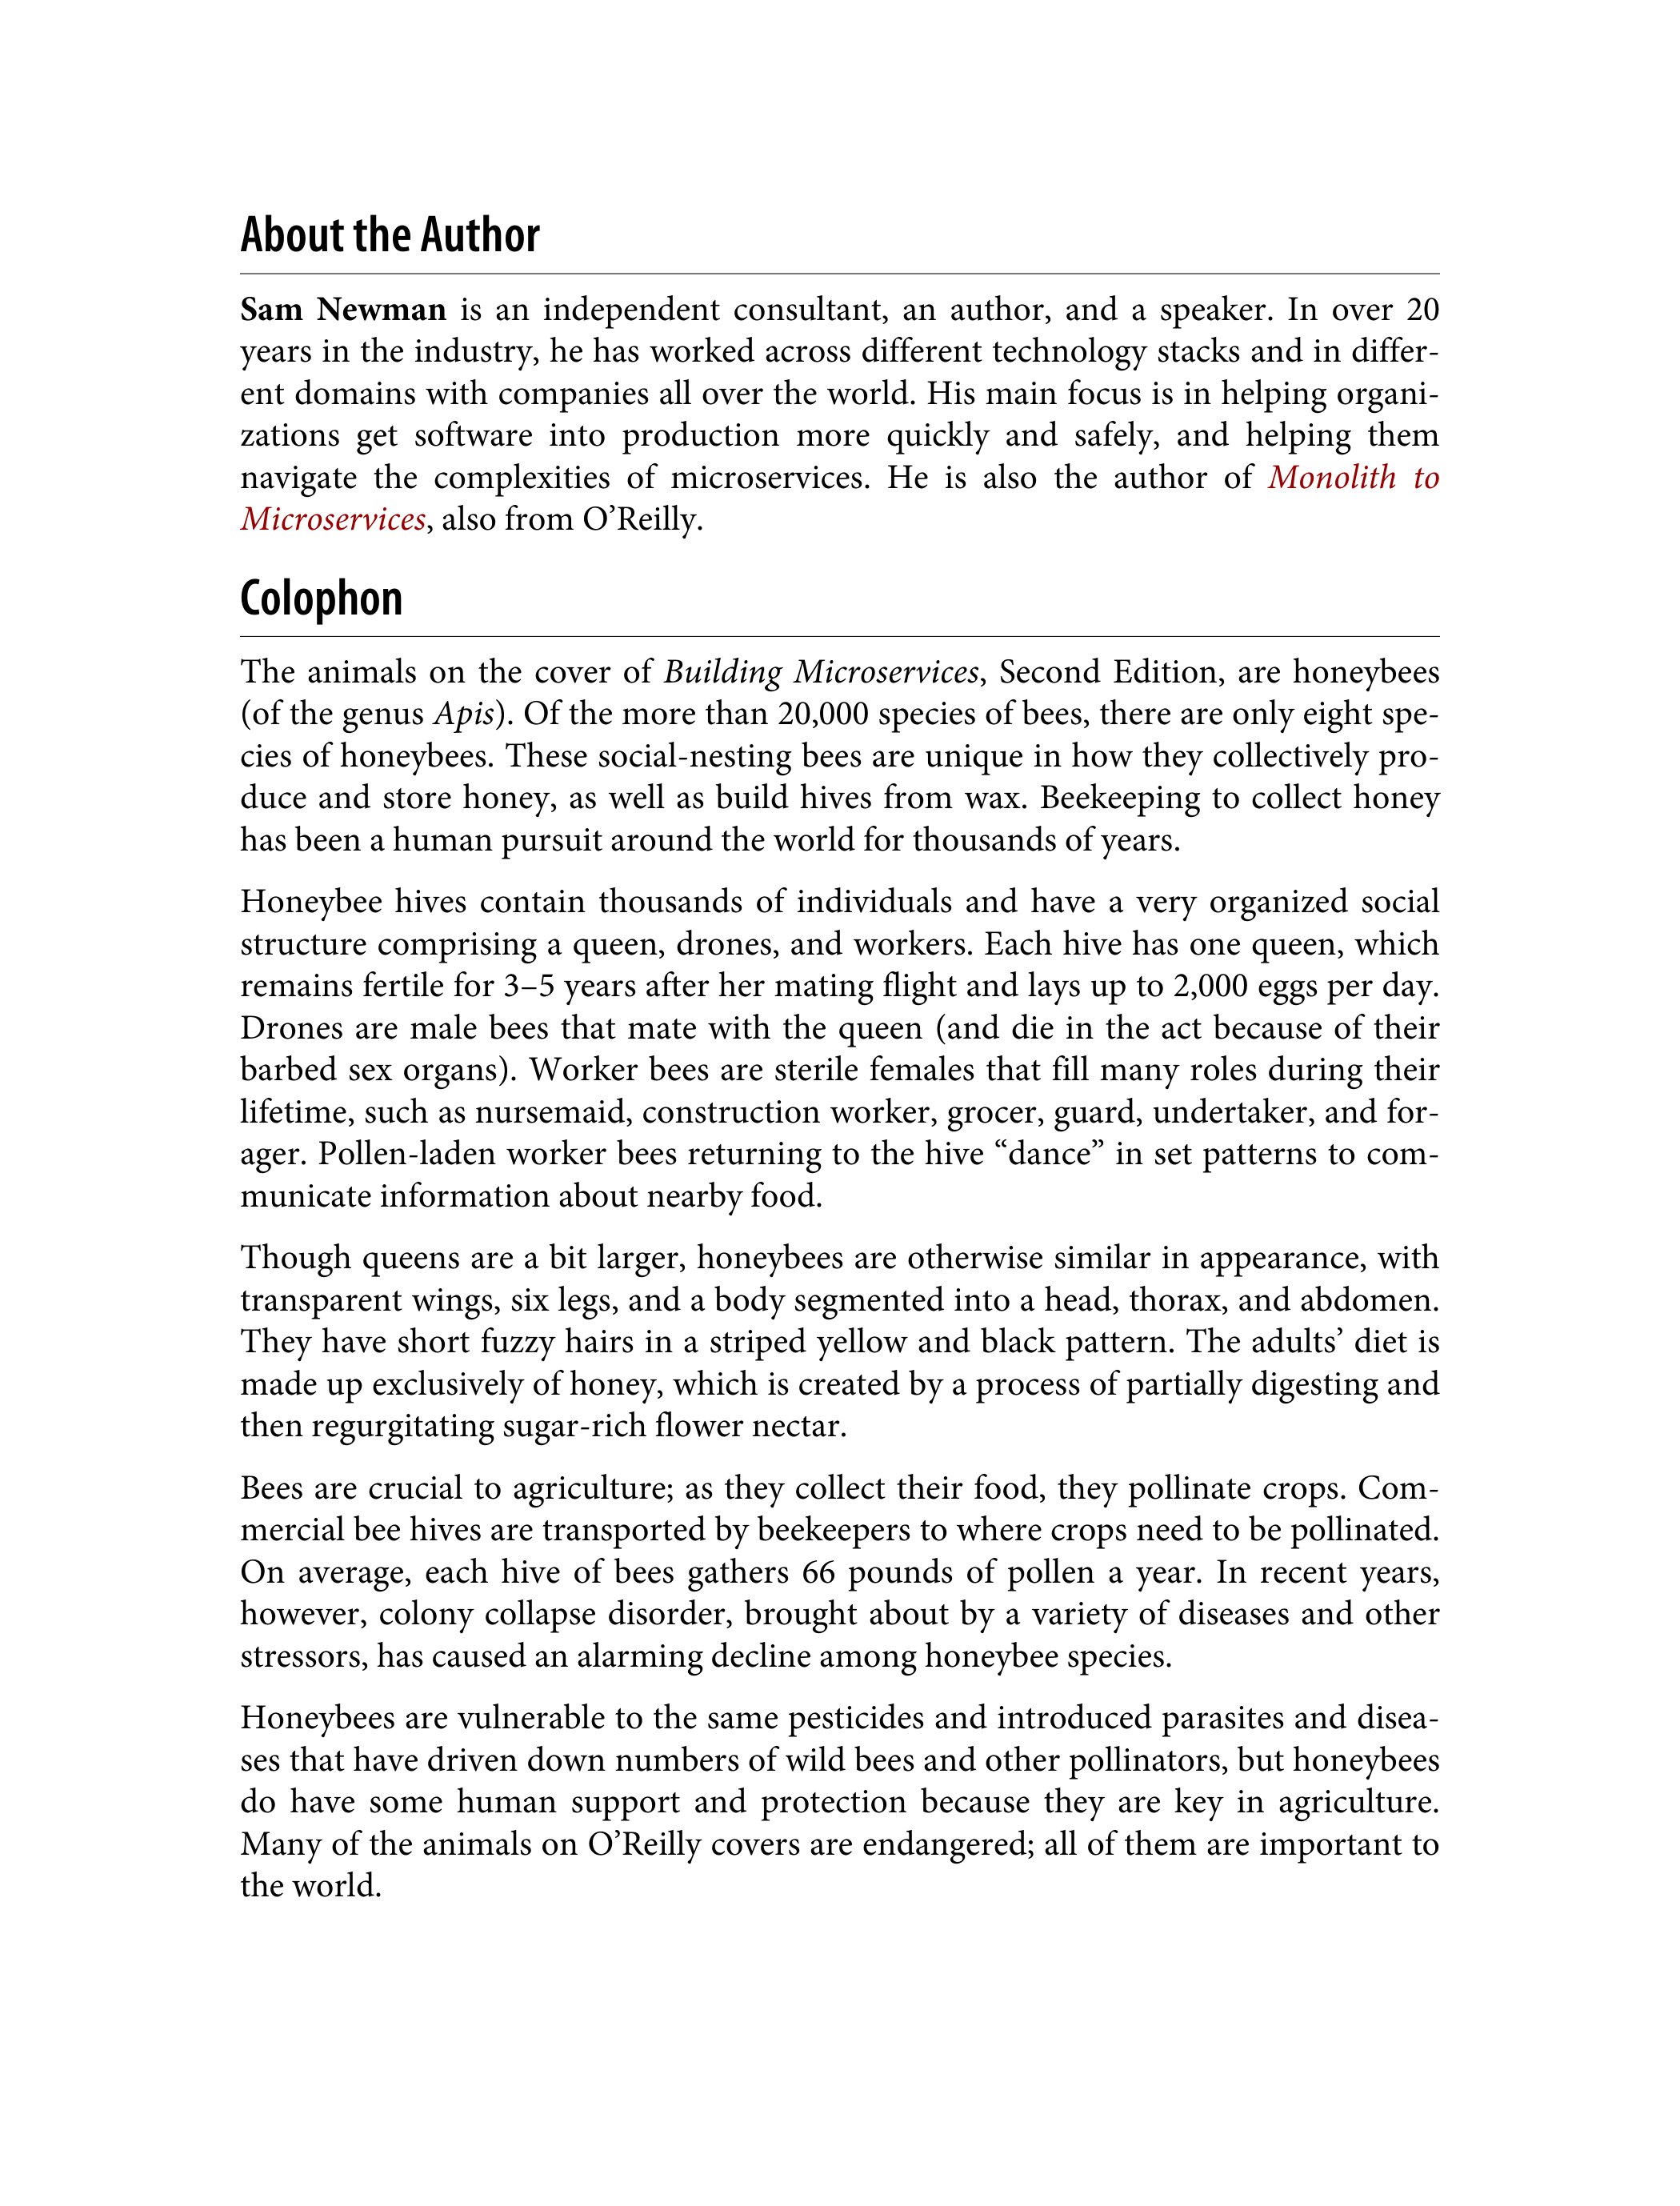 About the Author
Sam Newman is an independent consultant, an author, and a speaker. In over 20
years in the industry, he has worked across different technology stacks and in differ-
ent domains with companies all over the world. His main focus is in helping organi-
zations get software into production more quickly and safely, and helping them
navigate the complexities of microservices. He is also the author of Monolith to
Microservices, also from O’Reilly.
Colophon
The animals on the cover of Building Microservices, Second Edition, are honeybees
(of the genus Apis). Of the more than 20,000 species of bees, there are only eight spe-
cies of honeybees. These social-nesting bees are unique in how they collectively pro-
duce and store honey, as well as build hives from wax. Beekeeping to collect honey
has been a human pursuit around the world for thousands of years.
Honeybee hives contain thousands of individuals and have a very organized social
structure comprising a queen, drones, and workers. Each hive has one queen, which
remains fertile for 3–5 years after her mating flight and lays up to 2,000 eggs per day.
Drones are male bees that mate with the queen (and die in the act because of their
barbed sex organs). Worker bees are sterile females that fill many roles during their
lifetime, such as nursemaid, construction worker, grocer, guard, undertaker, and for-
ager. Pollen-laden worker bees returning to the hive “dance” in set patterns to com-
municate information about nearby food.
Though queens are a bit larger, honeybees are otherwise similar in appearance, with
transparent wings, six legs, and a body segmented into a head, thorax, and abdomen.
They have short fuzzy hairs in a striped yellow and black pattern. The adults’ diet is
made up exclusively of honey, which is created by a process of partially digesting and
then regurgitating sugar-rich flower nectar.
Bees are crucial to agriculture; as they collect their food, they pollinate crops. Com-
mercial bee hives are transported by beekeepers to where crops need to be pollinated.
On average, each hive of bees gathers 66 pounds of pollen a year. In recent years,
however, colony collapse disorder, brought about by a variety of diseases and other
stressors, has caused an alarming decline among honeybee species.
Honeybees are vulnerable to the same pesticides and introduced parasites and disea-
ses that have driven down numbers of wild bees and other pollinators, but honeybees
do have some human support and protection because they are key in agriculture.
Many of the animals on O’Reilly covers are endangered; all of them are important to
the world.